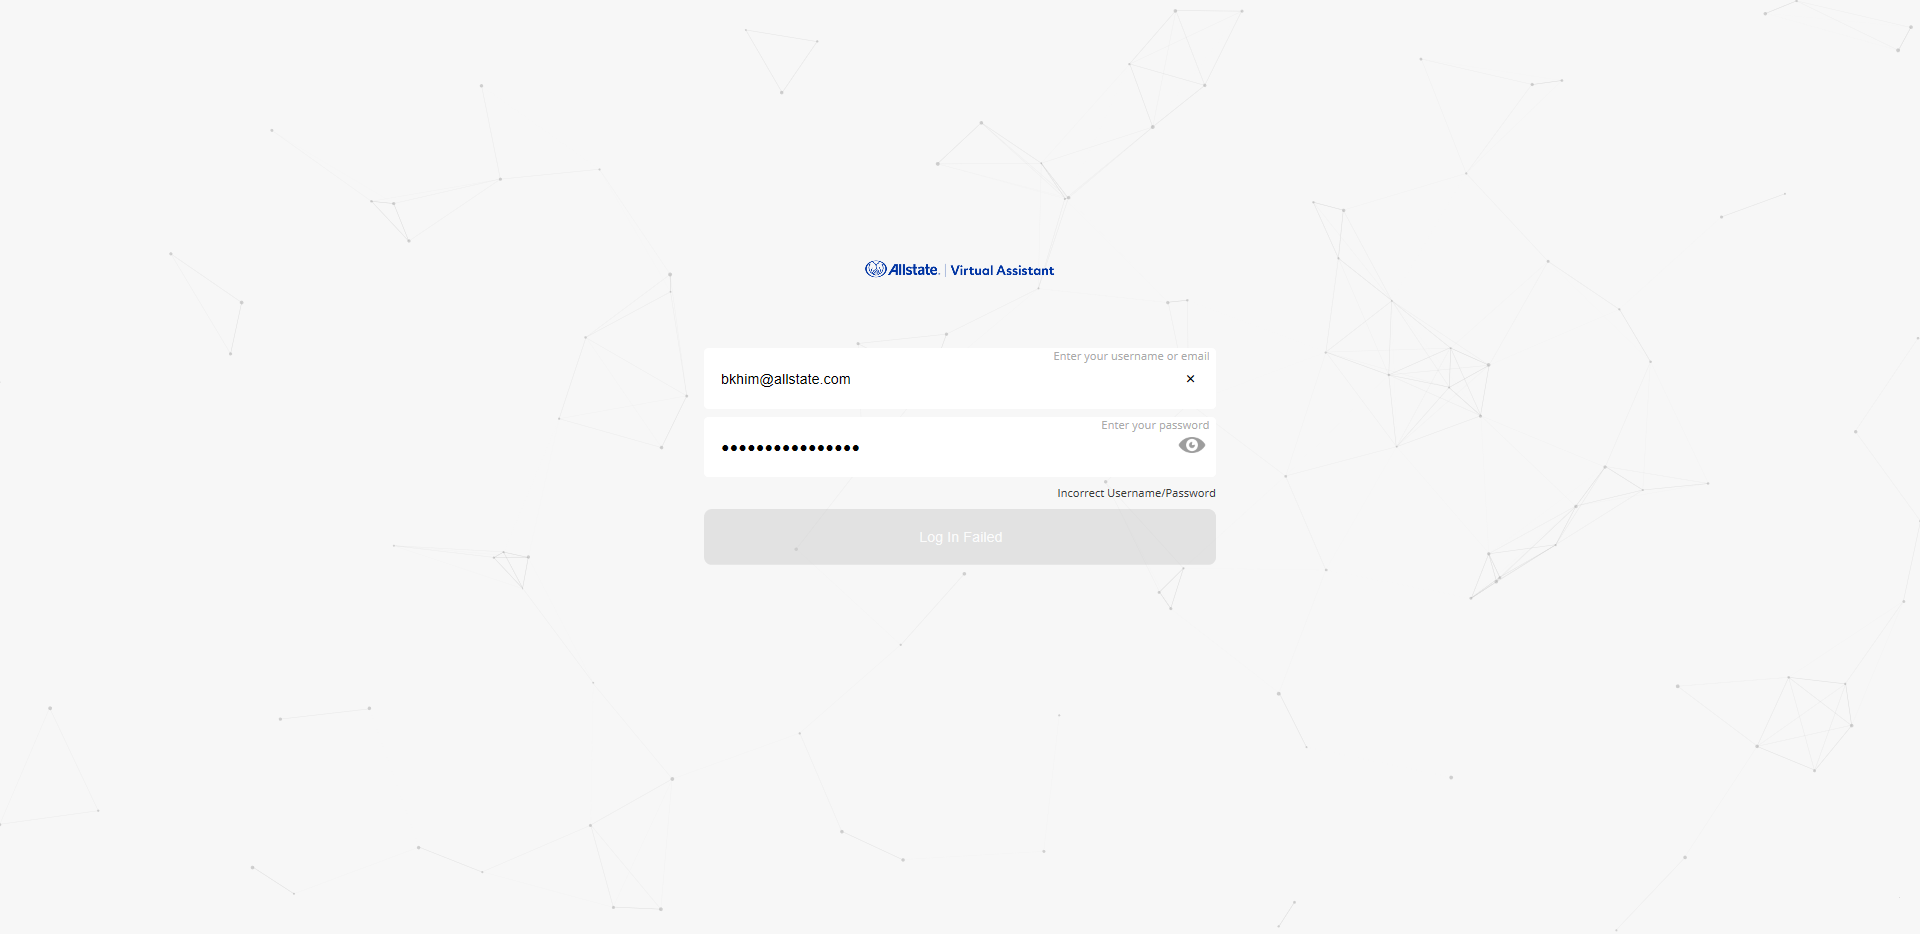 Allstate. | Virtual Assistant
Enter your username or email
bkhim@allstate.com
×
Enter your password
••••••••••••••••
Incorrect Username/Password
Log In Failed